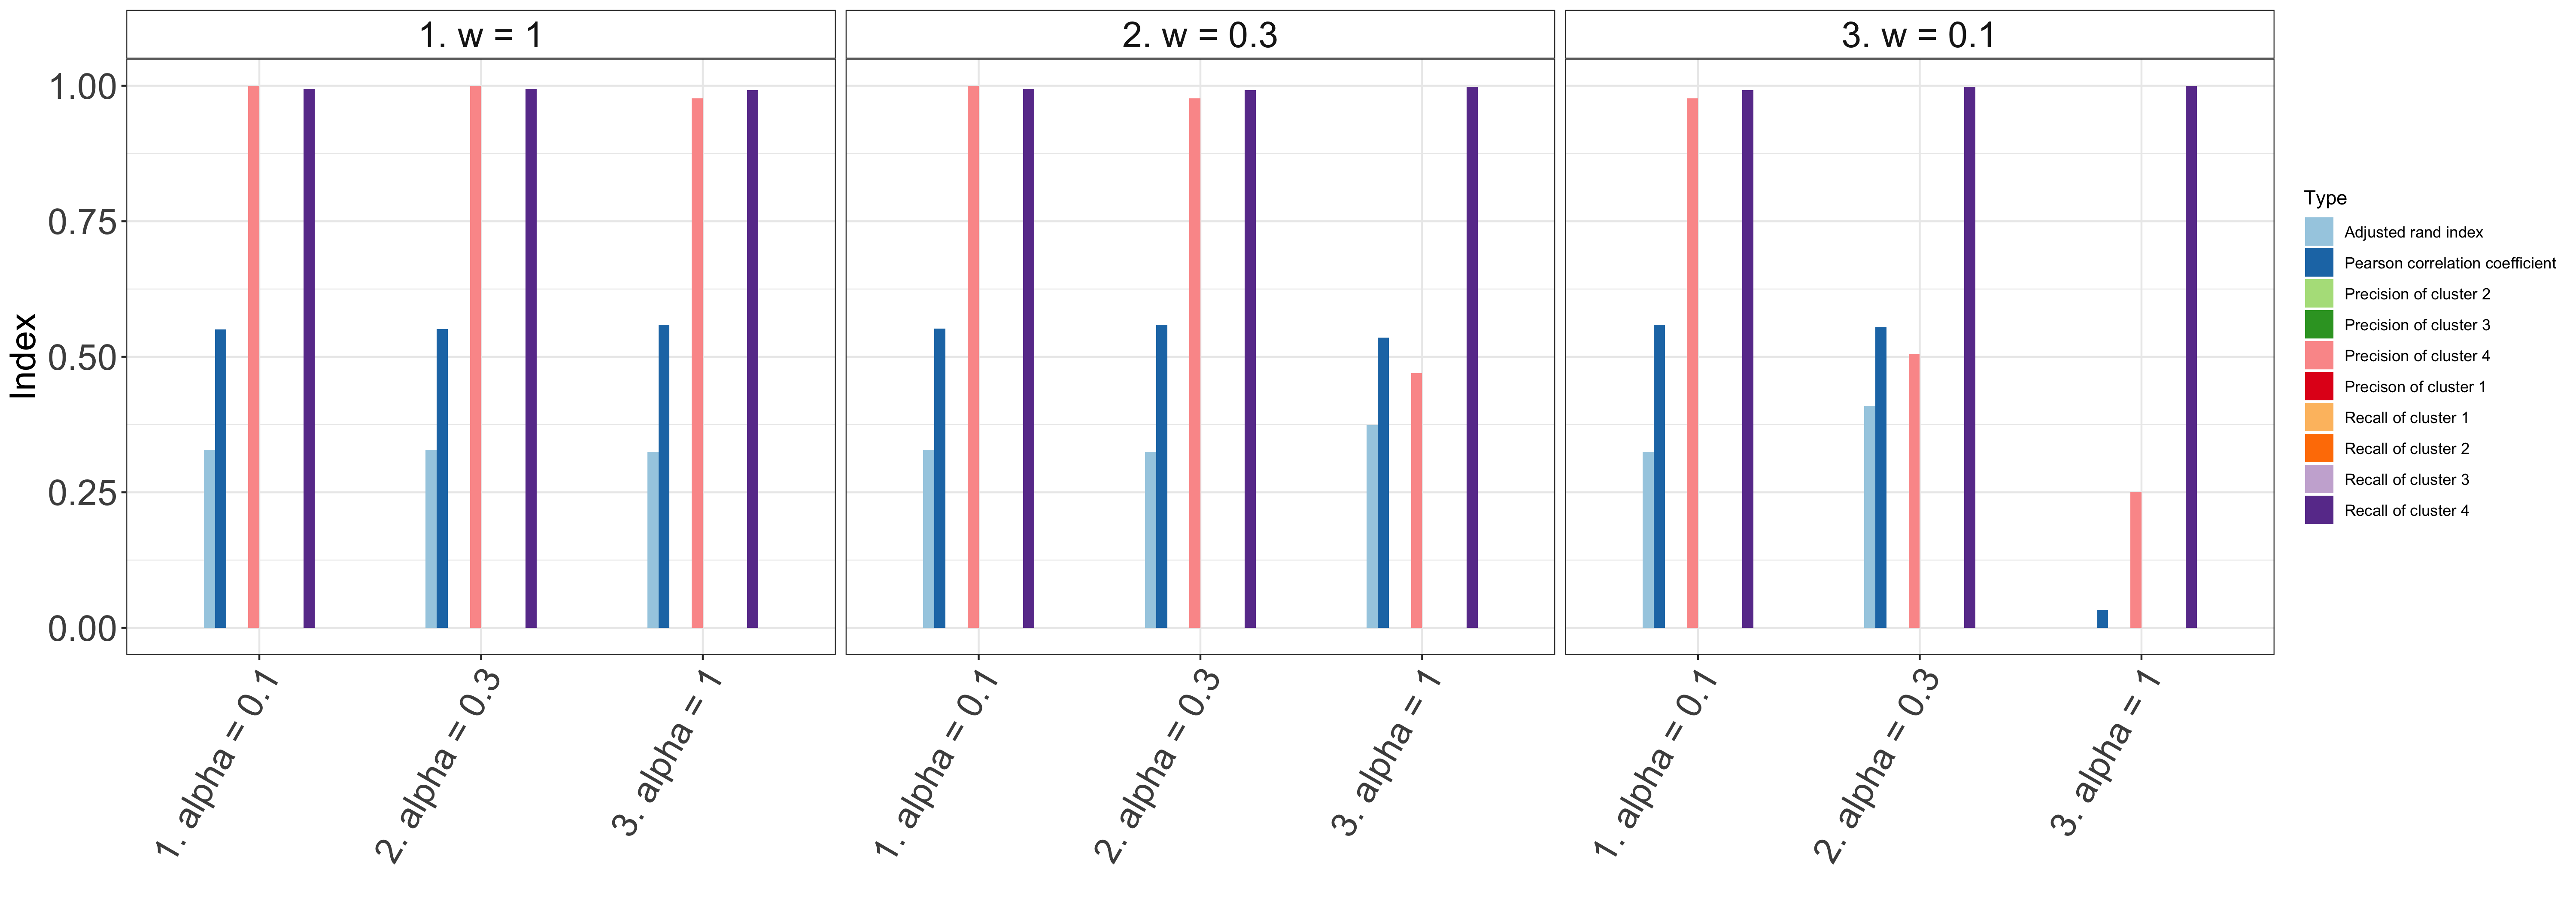 1. w = 1
2. w = 0.3
3. w = 0.1
Index
1.00
0.75
0.50
0.25
0.00
1. alpha = 0.1
2. alpha = 0.3
3. alpha = 1
1. alpha = 0.1
2. alpha = 0.3
3. alpha = 1
1. alpha = 0.1
2. alpha = 0.3
3. alpha = 1
Type
Adjusted rand index
Pearson correlation coefficient
Precision of cluster 2
Precision of cluster 3
Precision of cluster 4
Precison of cluster 1
Recall of cluster 1
Recall of cluster 2
Recall of cluster 3
Recall of cluster 4